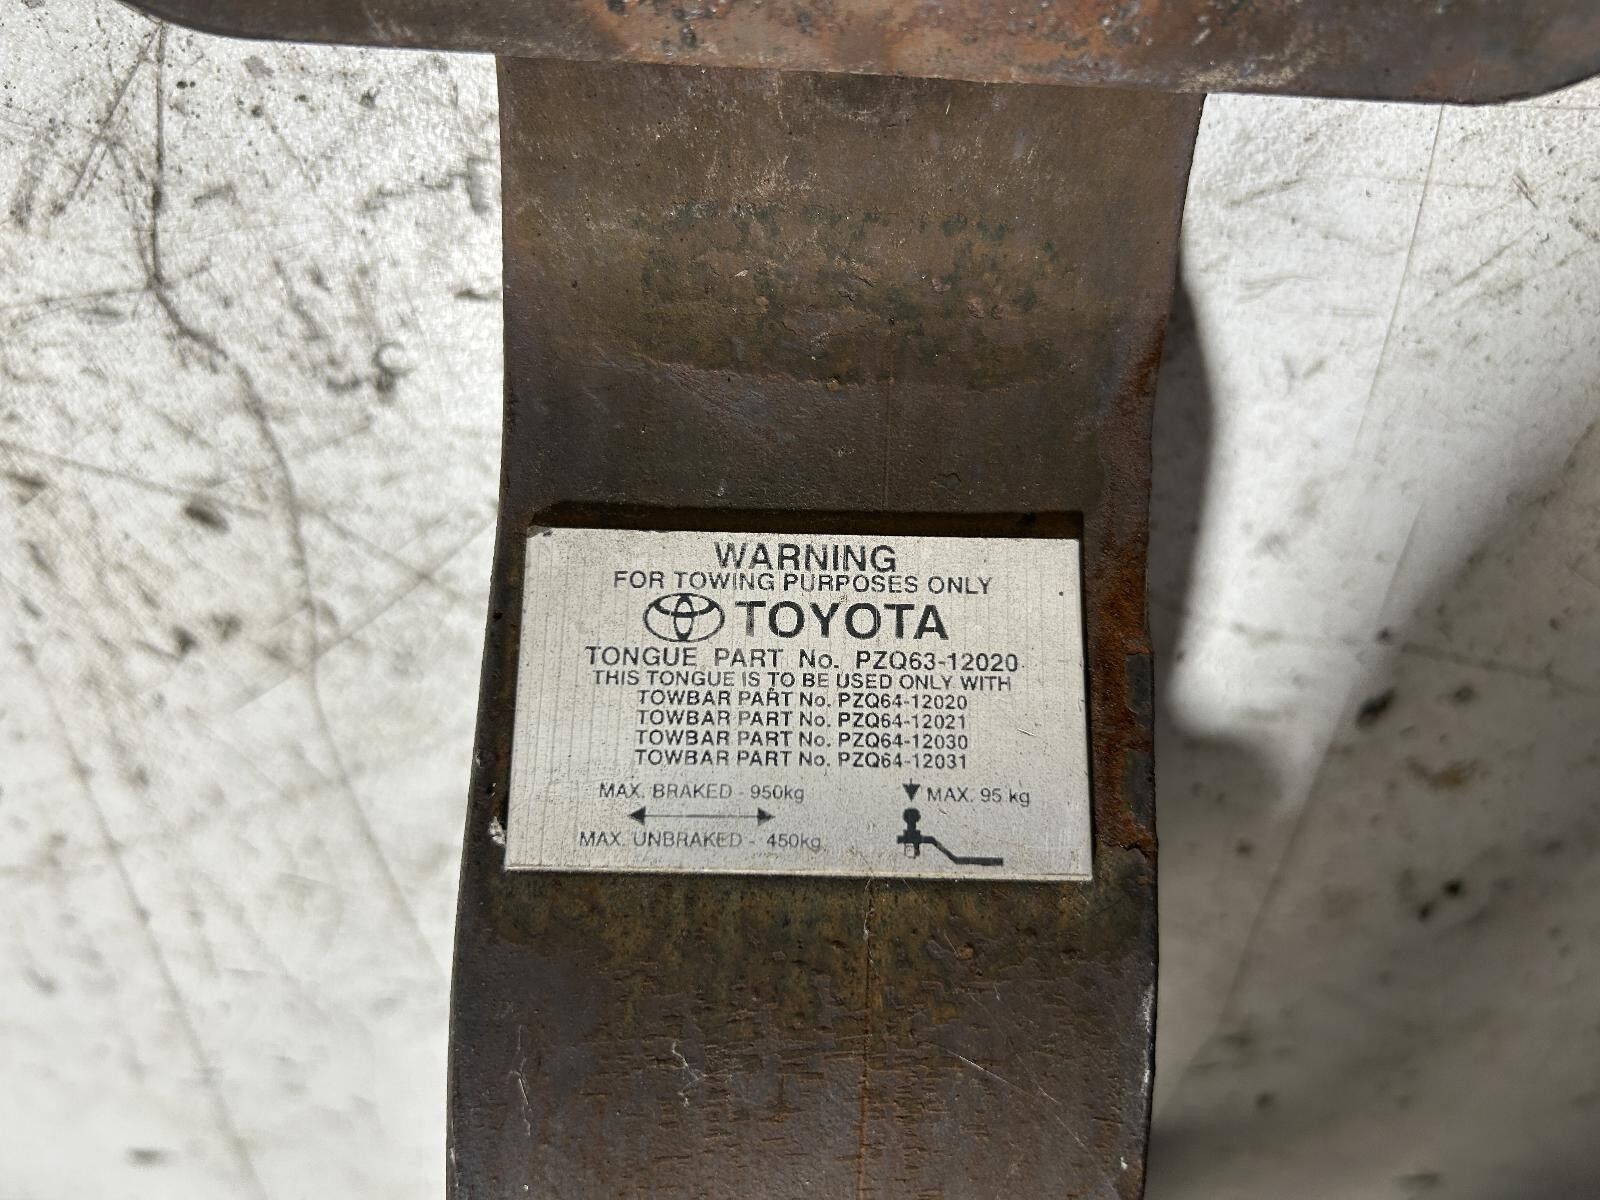 WARNING
FOR TOWING PURPOSES ONLY
TOYOTA
TONGUE PART No. PZQ63-12020
THIS TONGUE IS TO BE USED ONLY WITH
TOWBAR PART No. PZQ64-12020
TOWBAR PART No. PZQ64-12021
TOWBAR PART No. PZQ64-12030
TOWBAR PART No. PZQ64-12031
MAX. BRAKED - 950kg
MAX. 95 kg
MAX. UNBRAKED - 450kg